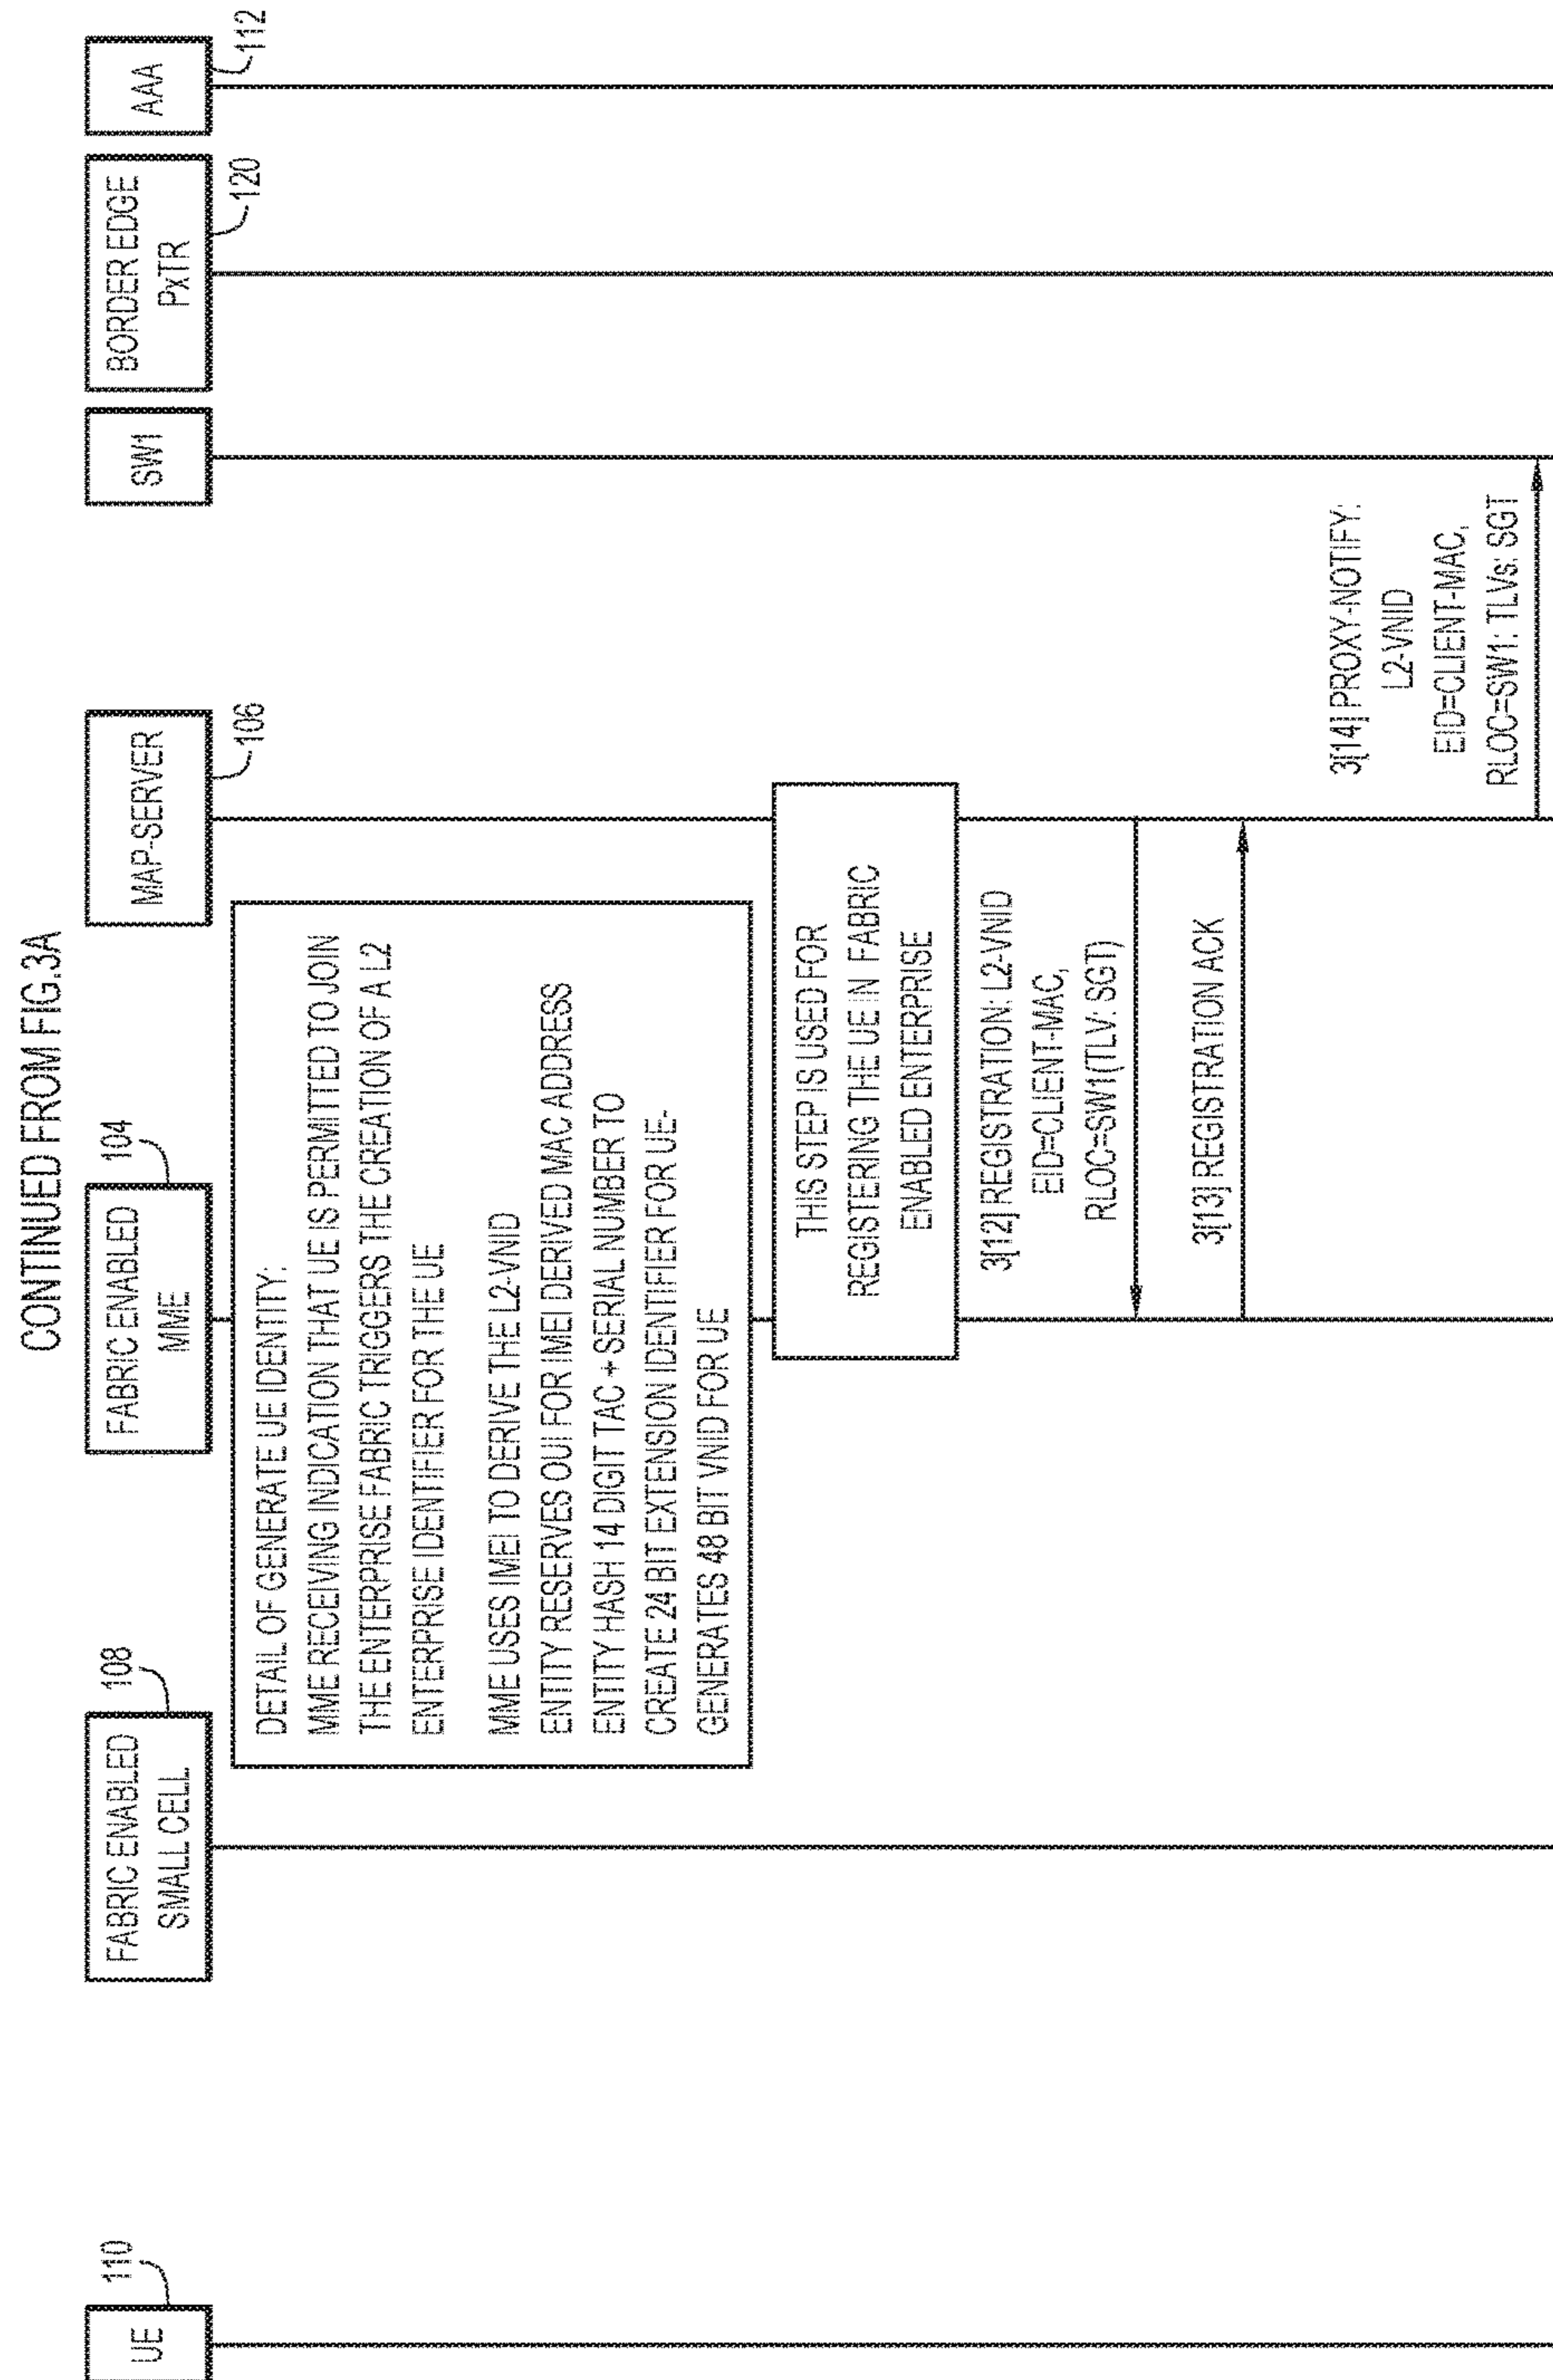 CONTINUED FROM FIG.3A
UE
110
FABRIC ENABLED
SMALL CELL
108
FABRIC ENABLED
MME
104
MAP-SERVER
106
SW1
BORDER EDGE
PxTR
120
AAA
112
DETAIL OF GENERATE UE IDENTITY:
MME RECEIVING INDICATION THAT UE IS PERMITTED TO JOIN
THE ENTERPRISE FABRIC TRIGGERS THE CREATION OF A L2
ENTERPRISE IDENTIFIER FOR THE UE
MME USES IMEI TO DERIVE THE L2-VNID
ENTITY RESERVES OUI FOR IMEI DERIVED MAC ADDRESS
ENTITY HASH 14 DIGIT TAC + SERIAL NUMBER TO
CREATE 24 BIT EXTENSION IDENTIFIER FOR UE-
GENERATES 48 BIT VNID FOR UE
THIS STEP IS USED FOR
REGISTERING THE UE IN FABRIC
ENABLED ENTERPRISE
3[12] REGISTRATION: L2-VNID
EID=CLIENT-MAC,
RLOC=SW1(TLV: SGT)
3[13] REGISTRATION ACK
3[14] PROXY-NOTIFY:
L2-VNID
EID=CLIENT-MAC,
RLOC=SW1: TLVs: SGT